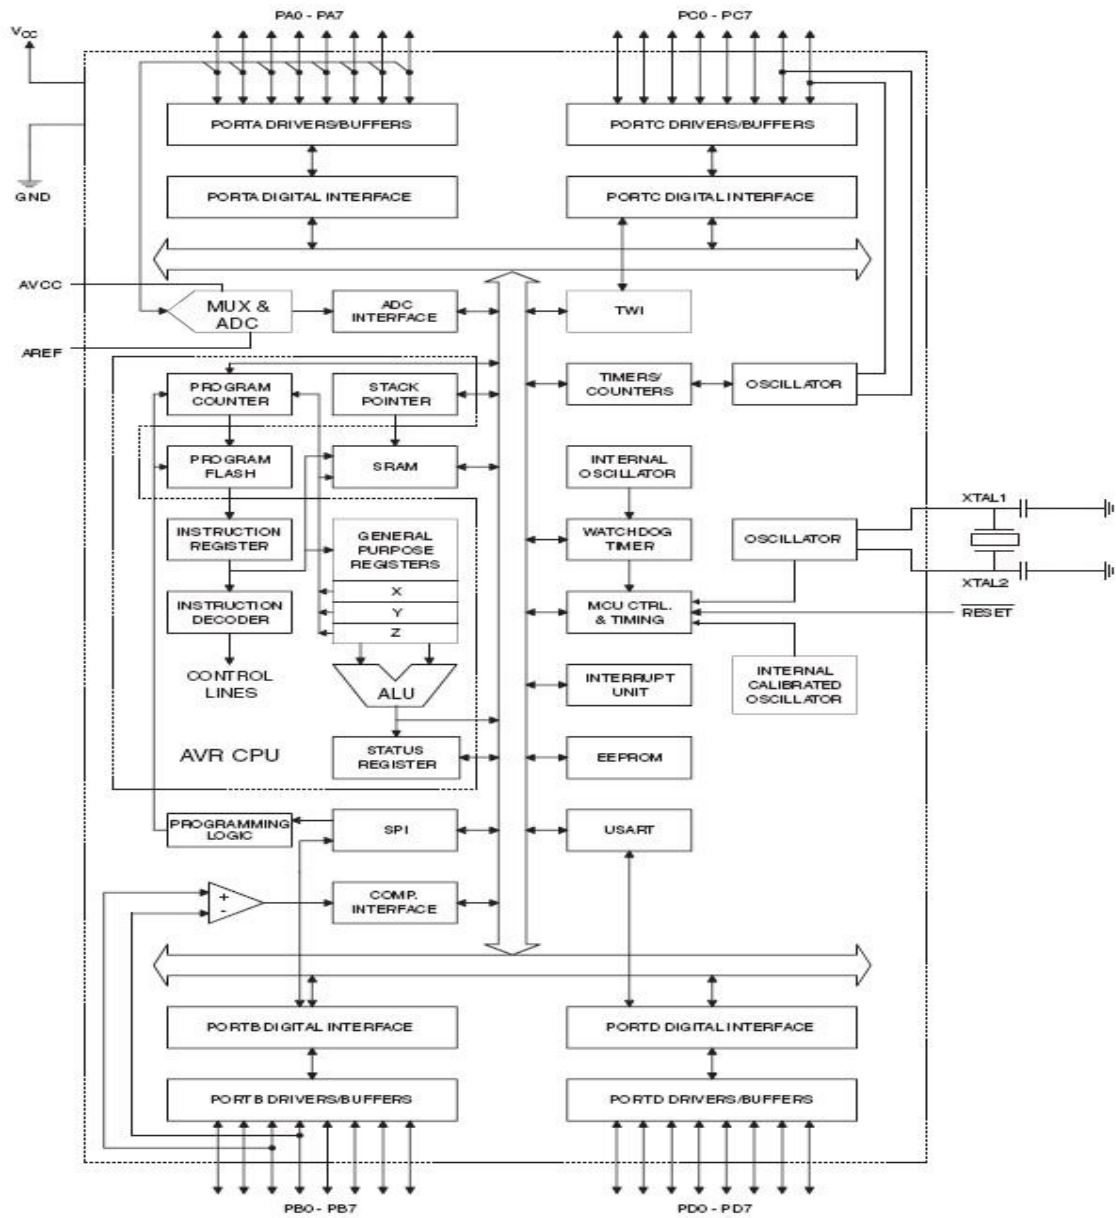 PA0 - PA7
PC0 - PC7
VCC
PORTA DRIVERS/BUFFERS
PORTC DRIVERS/BUFFERS
GND
PORTA DIGITAL INTERFACE
PORTC DIGITAL INTERFACE
AVCC
MUX &
ADC
ADC
INTERFACE
TWI
AREF
PROGRAM
COUNTER
STACK
POINTER
TIMERS/
COUNTERS
OSCILLATOR
PROGRAM
FLASH
SRAM
INTERNAL
OSCILLATOR
XTAL1
INSTRUCTION
REGISTER
GENERAL
PURPOSE
REGISTERS
WATCHDOG
TIMER
OSCILLATOR
XTAL2
X
INSTRUCTION
DECODER
Y
MCU CTRL.
& TIMING
RESET
Z
CONTROL
LINES
ALU
INTERRUPT
UNIT
INTERNAL
CALIBRATED
OSCILLATOR
AVR CPU
STATUS
REGISTER
EEPROM
PROGRAMMING
LOGIC
SPI
USART
+
-
COMP.
INTERFACE
PORTB DIGITAL INTERFACE
PORTD DIGITAL INTERFACE
PORTB DRIVERS/BUFFERS
PORTD DRIVERS/BUFFERS
PB0 - PB7
PD0 - PD7